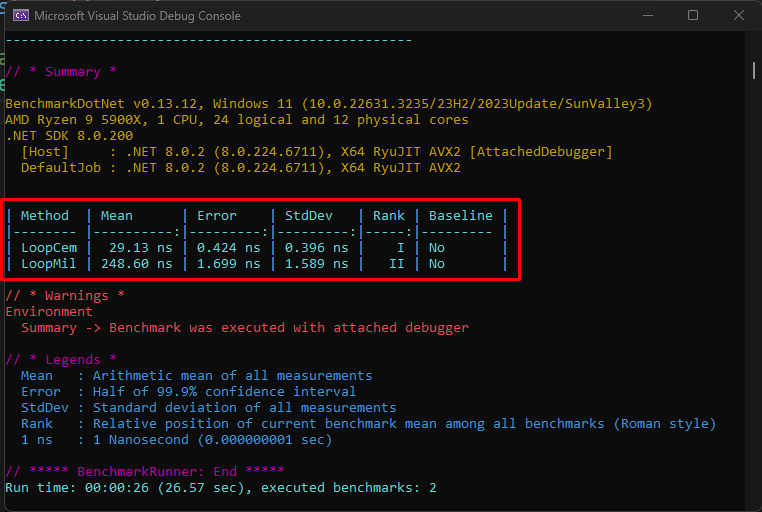 Microsoft Visual Studio Debug Console
---------------------------------------------------
// * Summary *
BenchmarkDotNet v0.13.12, Windows 11 (10.0.22631.3235/23H2/2023Update/SunValley3)
AMD Ryzen 9 5900X, 1 CPU, 24 logical and 12 physical cores
.NET SDK 8.0.200
  [Host]     : .NET 8.0.2 (8.0.224.6711), X64 RyuJIT AVX2 [AttachedDebugger]
  DefaultJob : .NET 8.0.2 (8.0.224.6711), X64 RyuJIT AVX2
| Method  | Mean      | Error    | StdDev   | Rank | Baseline |
|-------- |----------:|---------:|---------:|-----:|--------- |
| LoopCem |  29.13 ns | 0.424 ns | 0.396 ns |    I | No       |
| LoopMil | 248.60 ns | 1.699 ns | 1.589 ns |   II | No       |
// * Warnings *
Environment
  Summary -> Benchmark was executed with attached debugger
// * Legends *
  Mean   : Arithmetic mean of all measurements
  Error  : Half of 99.9% confidence interval
  StdDev : Standard deviation of all measurements
  Rank   : Relative position of current benchmark mean among all benchmarks (Roman style)
  1 ns   : 1 Nanosecond (0.000000001 sec)
// ***** BenchmarkRunner: End *****
Run time: 00:00:26 (26.57 sec), executed benchmarks: 2